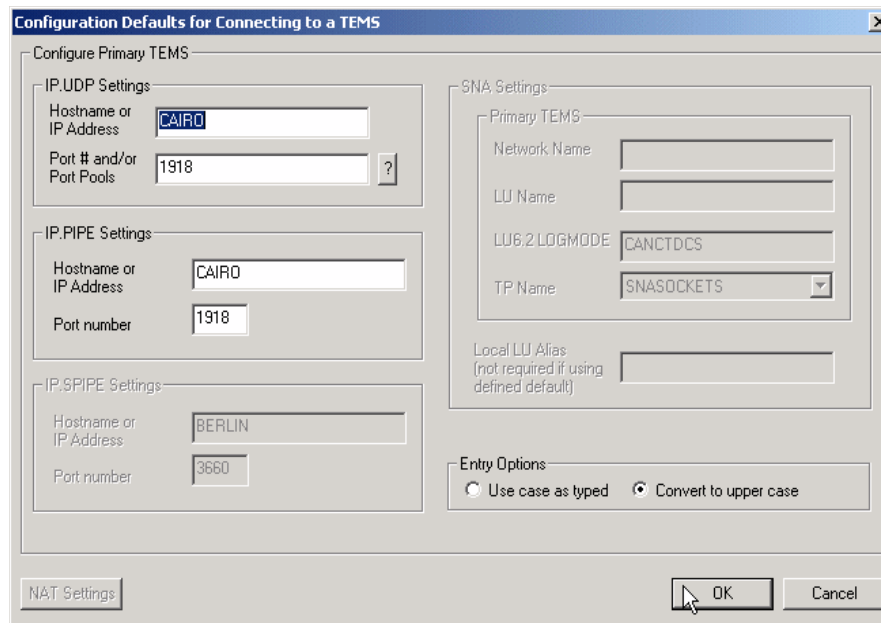 Configuration Defaults for Connecting to a TEMS
Configure Primary TEMS
IP.UDP Settings
Hostname or
IP Address
CAIRO
Port # and/or
Port Pools
1918
?
IP.PIPE Settings
Hostname or
IP Address
CAIRO
Port number
1918
IP.SPIPE Settings
Hostname or
IP Address
BERLIN
Port number
3660
SNA Settings
Primary TEMS
Network Name
LU Name
LU6.2 LOGMODE
CANCTDCS
TP Name
SNASOCKETS
Local LU Alias
(not required if using
defined default)
Entry Options
Use case as typed
Convert to upper case
NAT Settings
OK
Cancel